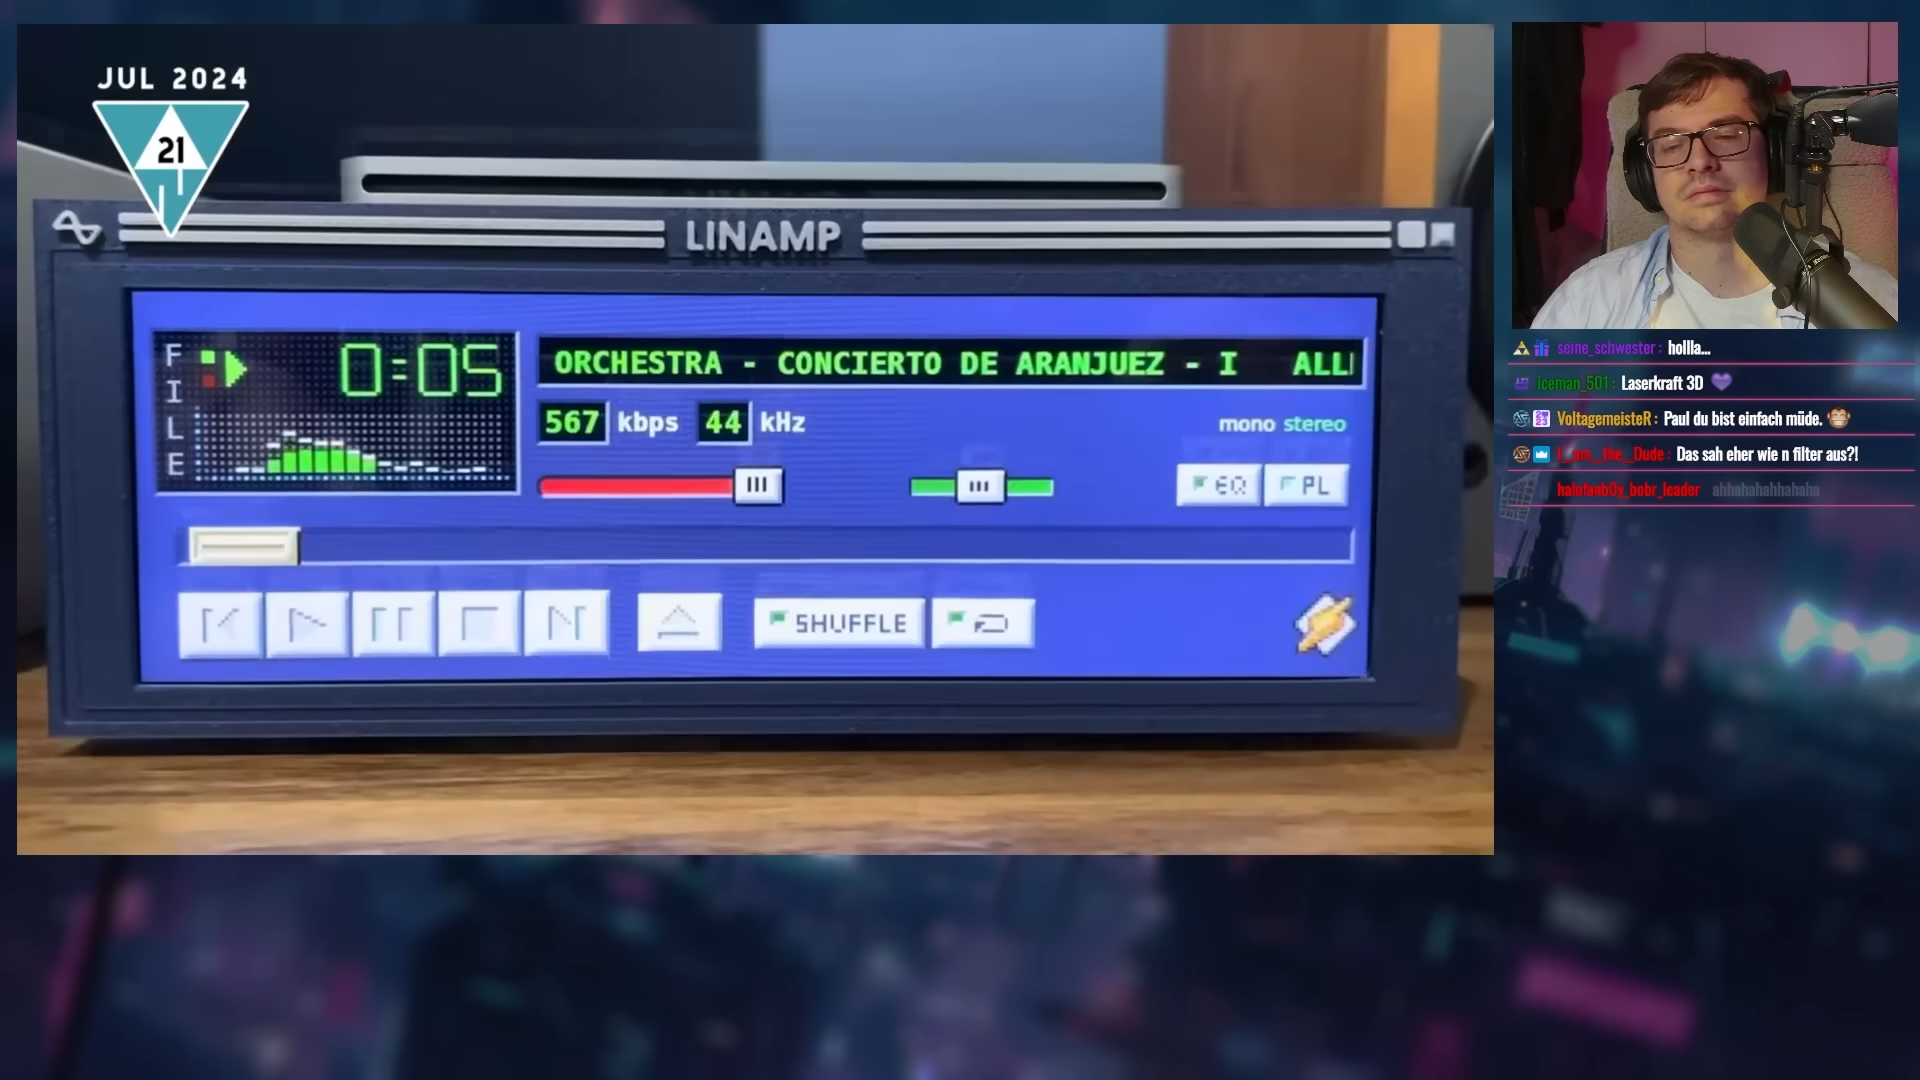 JUL 2024
21
LINAMP
FILE
0:05
ORCHESTRA - CONCIERTO DE ARANJUEZ - I ALL
567 kbps 44 kHz
mono stereo
EQ PL
SHUFFLE
seine_schwester: hollla...
iceman_501: Laserkraft 3D
VoltagemeisteR: Paul du bist einfach müde.
I__am__the__Dude: Das sah eher wie n filter aus?!
halofanb0y_bobr_leader ahhahahahhahaha